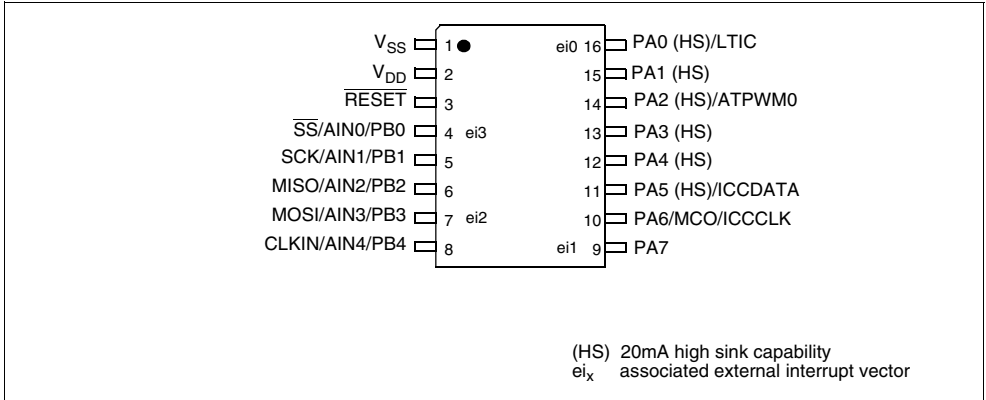 VSS 1 ei0 16 PA0 (HS)/LTIC
VDD 2 15 PA1 (HS)
RESET 3 14 PA2 (HS)/ATPWM0
SS/AIN0/PB0 4 ei3 13 PA3 (HS)
SCK/AIN1/PB1 5 12 PA4 (HS)
MISO/AIN2/PB2 6 11 PA5 (HS)/ICCDATA
MOSI/AIN3/PB3 7 ei2 10 PA6/MCO/ICCCLK
CLKIN/AIN4/PB4 8 ei1 9 PA7
(HS) 20mA high sink capability
eix associated external interrupt vector